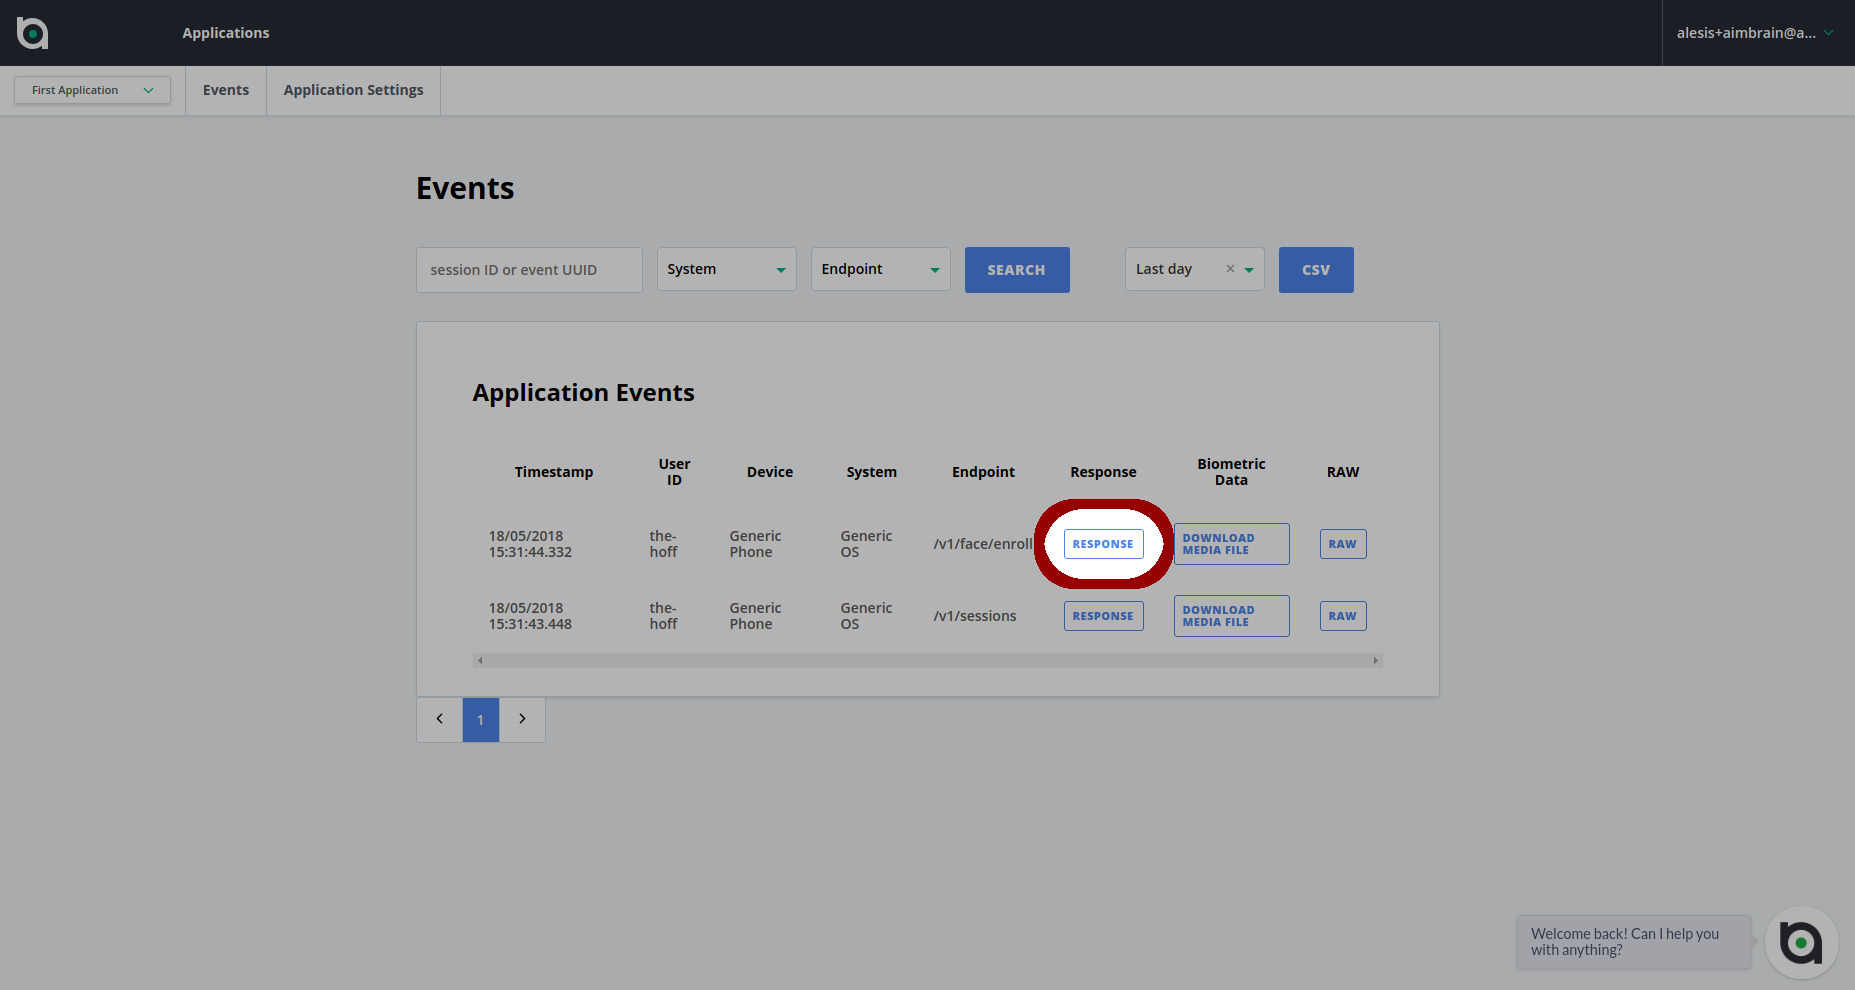 Applications
alesis+aimbrain@a...
First Application
Events
Application Settings
Events
session ID or event UUID
System
Endpoint
SEARCH
Last day ×
CSV
Application Events
Timestamp
User
ID
Device
System
Endpoint
Response
Biometric
Data
RAW
18/05/2018
15:31:44.332
the-
hoff
Generic
Phone
Generic
OS
/v1/face/enroll
RESPONSE
DOWNLOAD
MEDIA FILE
RAW
18/05/2018
15:31:43.448
the-
hoff
Generic
Phone
Generic
OS
/v1/sessions
RESPONSE
DOWNLOAD
MEDIA FILE
RAW
1
Welcome back! Can I help you
with anything?